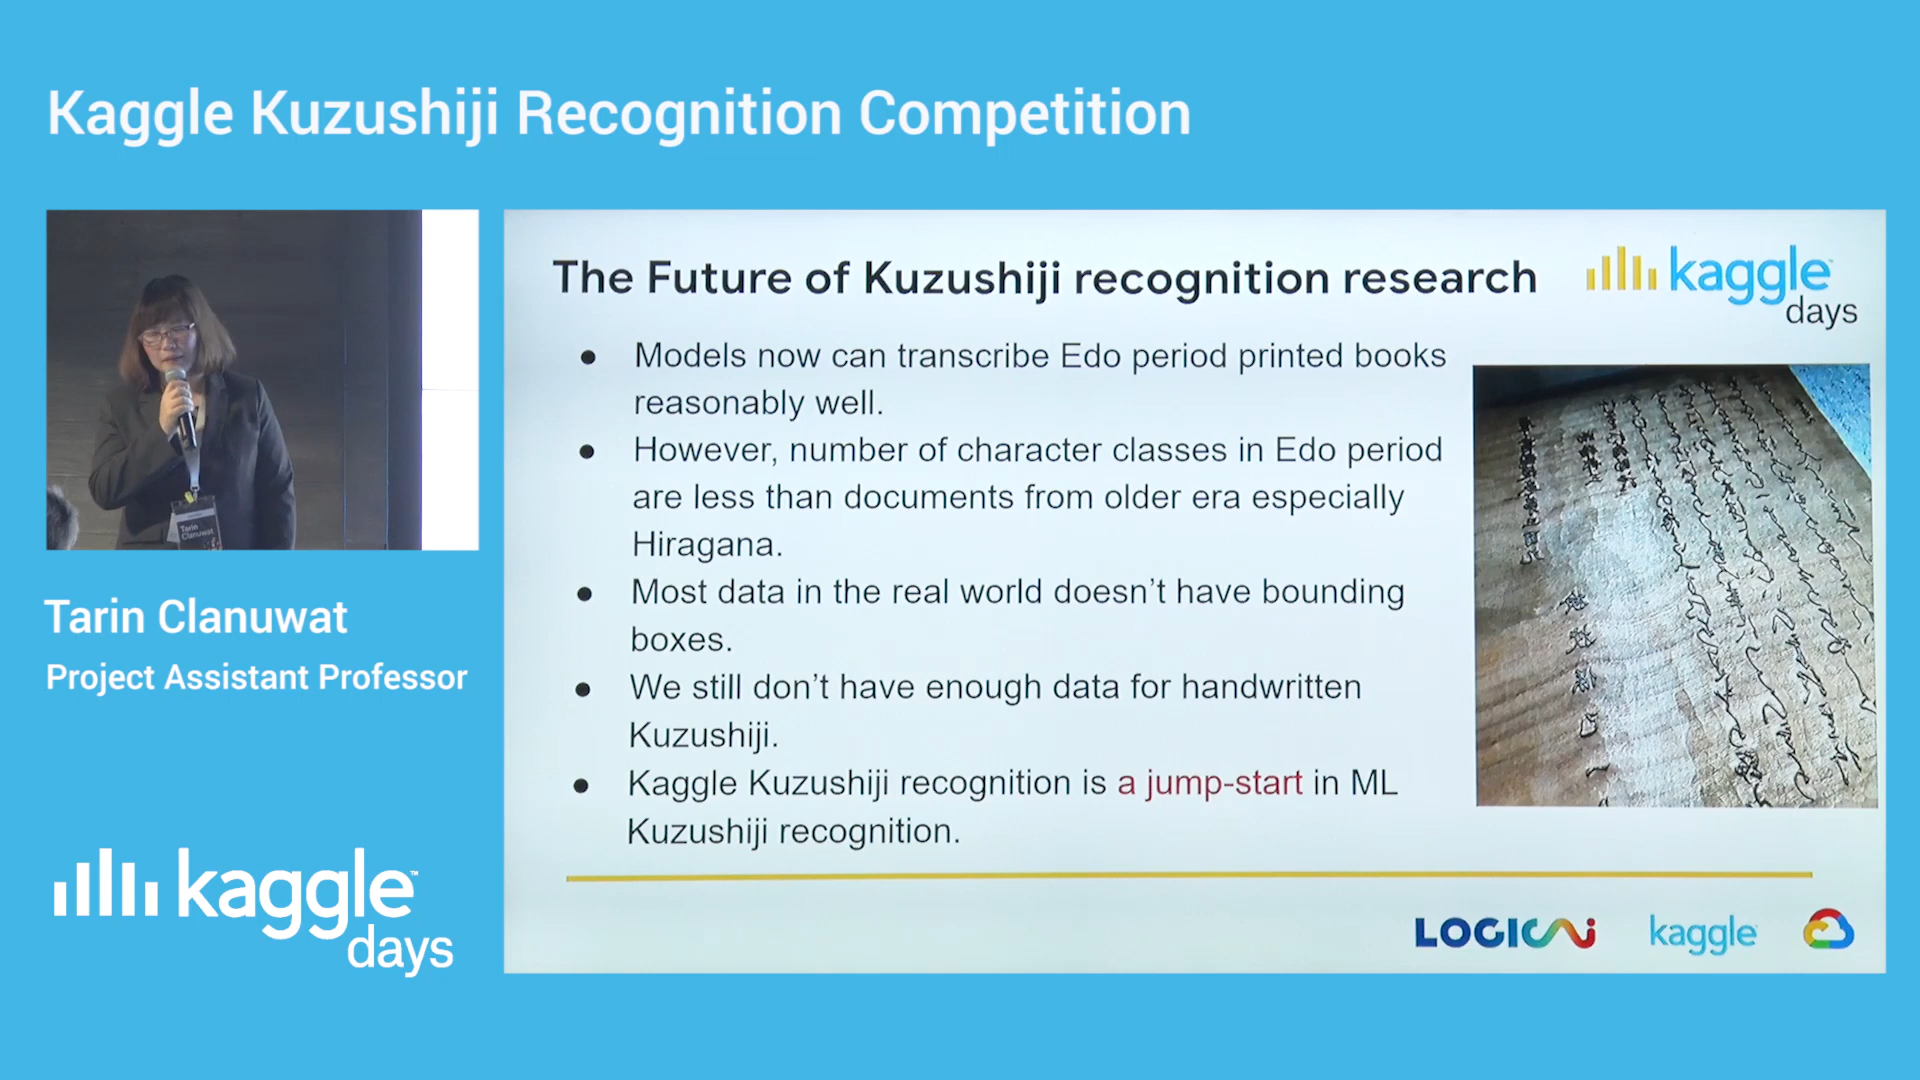 Kaggle Kuzushiji Recognition Competition
Tarin
Clanuwat
Tarin Clanuwat
Project Assistant Professor
kaggle
days
The Future of Kuzushiji recognition research
kaggle
days
● Models now can transcribe Edo period printed books
reasonably well.
● However, number of character classes in Edo period
are less than documents from older era especially
Hiragana.
● Most data in the real world doesn’t have bounding
boxes.
● We still don’t have enough data for handwritten
Kuzushiji.
● Kaggle Kuzushiji recognition is a jump-start in ML
Kuzushiji recognition.
LOGICAI
kaggle